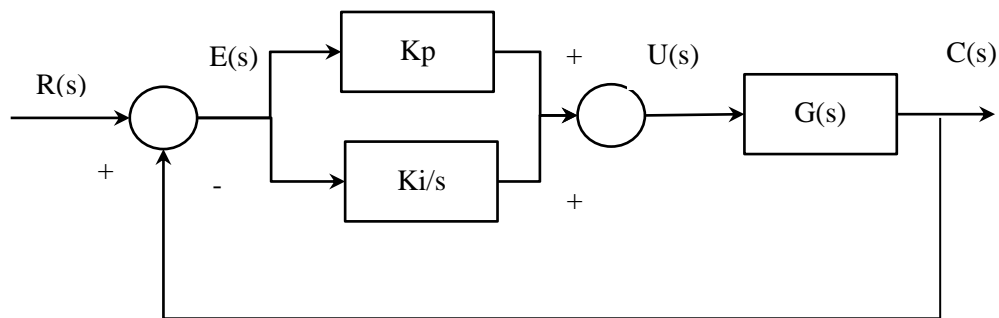 E(s)
Kp
+
U(s)
C(s)
R(s)
G(s)
+
-
Ki/s
+